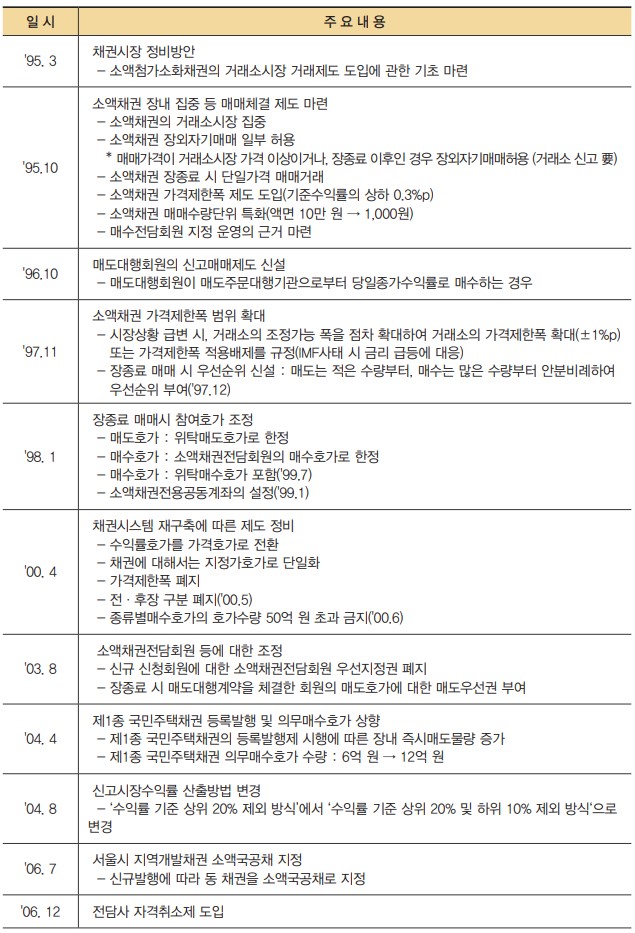 일 시 주 요 내 용
'95. 3
채권시장 정비방안
– 소액첨가소화채권의 거래소시장 거래제도 도입에 관한 기초 마련
'95.10
소액채권 장내 집중 등 매매체결 제도 마련
– 소액채권의 거래소시장 집중
– 소액채권 장외자기매매 일부 허용
* 매매가격이 거래소시장 가격 이상이거나, 장종료 이후인 경우 장외자기매매허용 (거래소 신고 要)
– 소액채권 장종료 시 단일가격 매매거래
– 소액채권 가격제한폭 제도 도입(기준수익률의 상하 0.3%p)
– 소액채권 매매수량단위 특화(액면 10만 원 → 1,000원)
– 매수전담회원 지정 운영의 근거 마련
'96.10
매도대행회원의 신고매매제도 신설
– 매도대행회원이 매도주문대행기관으로부터 당일종가수익률로 매수하는 경우
'97.11
소액채권 가격제한폭 범위 확대
– 시장상황 급변 시, 거래소의 조정가능 폭을 점차 확대하여 거래소의 가격제한폭 확대(±1%p)
또는 가격제한폭 적용배제를 규정(IMF사태 시 금리 급등에 대응)
– 장종료 매매 시 우선순위 신설 : 매도는 적은 수량부터, 매수는 많은 수량부터 안분비례하여
우선순위 부여('97.12)
'98. 1
장종료 매매시 참여호가 조정
– 매도호가 : 위탁매도호가로 한정
– 매수호가 : 소액채권전담회원의 매수호가로 한정
– 매수호가 : 위탁매수호가 포함('99.7)
– 소액채권전용공동계좌의 설정('99.1)
'00. 4
채권시스템 재구축에 따른 제도 정비
– 수익률호가를 가격호가로 전환
– 채권에 대해서는 지정가호가로 단일화
– 가격제한폭 폐지
– 전 · 후장 구분 폐지('00.5)
– 종류별매수호가의 호가수량 50억 원 초과 금지('00.6)
'03. 8
소액채권전담회원 등에 대한 조정
– 신규 신청회원에 대한 소액채권전담회원 우선지정권 폐지
– 장종료 시 매도대행계약을 체결한 회원의 매도호가에 대한 매도우선권 부여
'04. 4
제1종 국민주택채권 등록발행 및 의무매수호가 상향
– 제1종 국민주택채권의 등록발행제 시행에 따른 장내 즉시매도물량 증가
– 제1종 국민주택채권 의무매수호가 수량 : 6억 원 → 12억 원
'04. 8
신고시장수익률 산출방법 변경
– '수익률 기준 상위 20% 제외 방식'에서 '수익률 기준 상위 20% 및 하위 10% 제외 방식'으로
변경
'06. 7
서울시 지역개발채권 소액국공채 지정
– 신규발행에 따라 동 채권을 소액국공채로 지정
'06. 12
전담사 자격취소제 도입